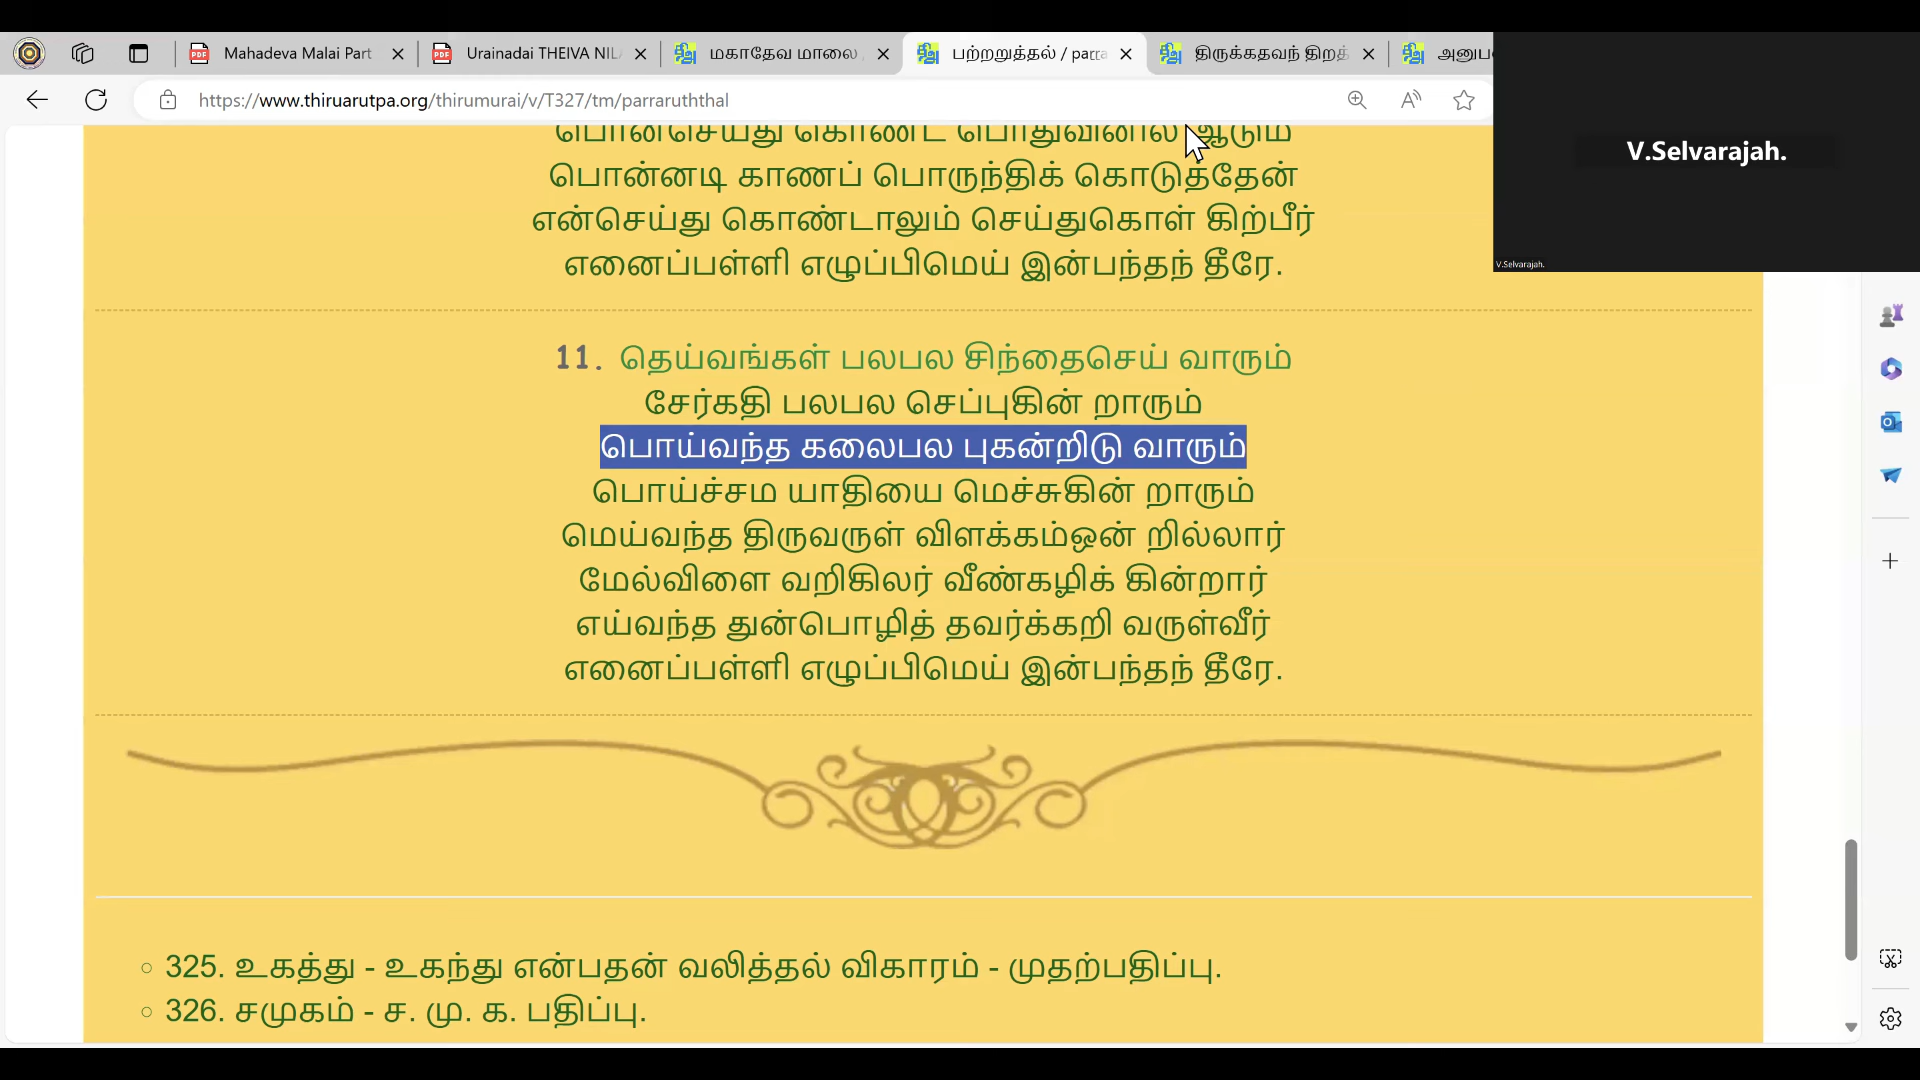 Mahadeva Malai Part
Urainadai THEIVA NIL
மகாதேவ மாலை
பற்றறுத்தல் / parra
திருக்கதவந் திறத்
அனுப
https://www.thiruarutpa.org/thirumurai/v/T327/tm/parraruththal
V.Selvarajah.
V.Selvarajah.
பொன்செய்து கொண்ட பொதுவினில் ஆடும்
பொன்னடி காணப் பொருந்திக் கொடுத்தேன்
என்செய்து கொண்டாலும் செய்துகொள் கிற்பீர்
எனைப்பள்ளி எழுப்பிமெய் இன்பந்தந் தீரே.
11. தெய்வங்கள் பலபல சிந்தைசெய் வாரும்
சேர்கதி பலபல செப்புகின் றாரும்
பொய்வந்த கலைபல புகன்றிடு வாரும்
பொய்ச்சம யாதியை மெச்சுகின் றாரும்
மெய்வந்த திருவருள் விளக்கம்ஒன் றில்லார்
மேல்விளை வறிகிலர் வீண்கழிக் கின்றார்
எய்வந்த துன்பொழித் தவர்க்கறி வருள்வீர்
எனைப்பள்ளி எழுப்பிமெய் இன்பந்தந் தீரே.
325. உகத்து - உகந்து என்பதன் வலித்தல் விகாரம் - முதற்பதிப்பு.
326. சமுகம் - ச. மு. க. பதிப்பு.